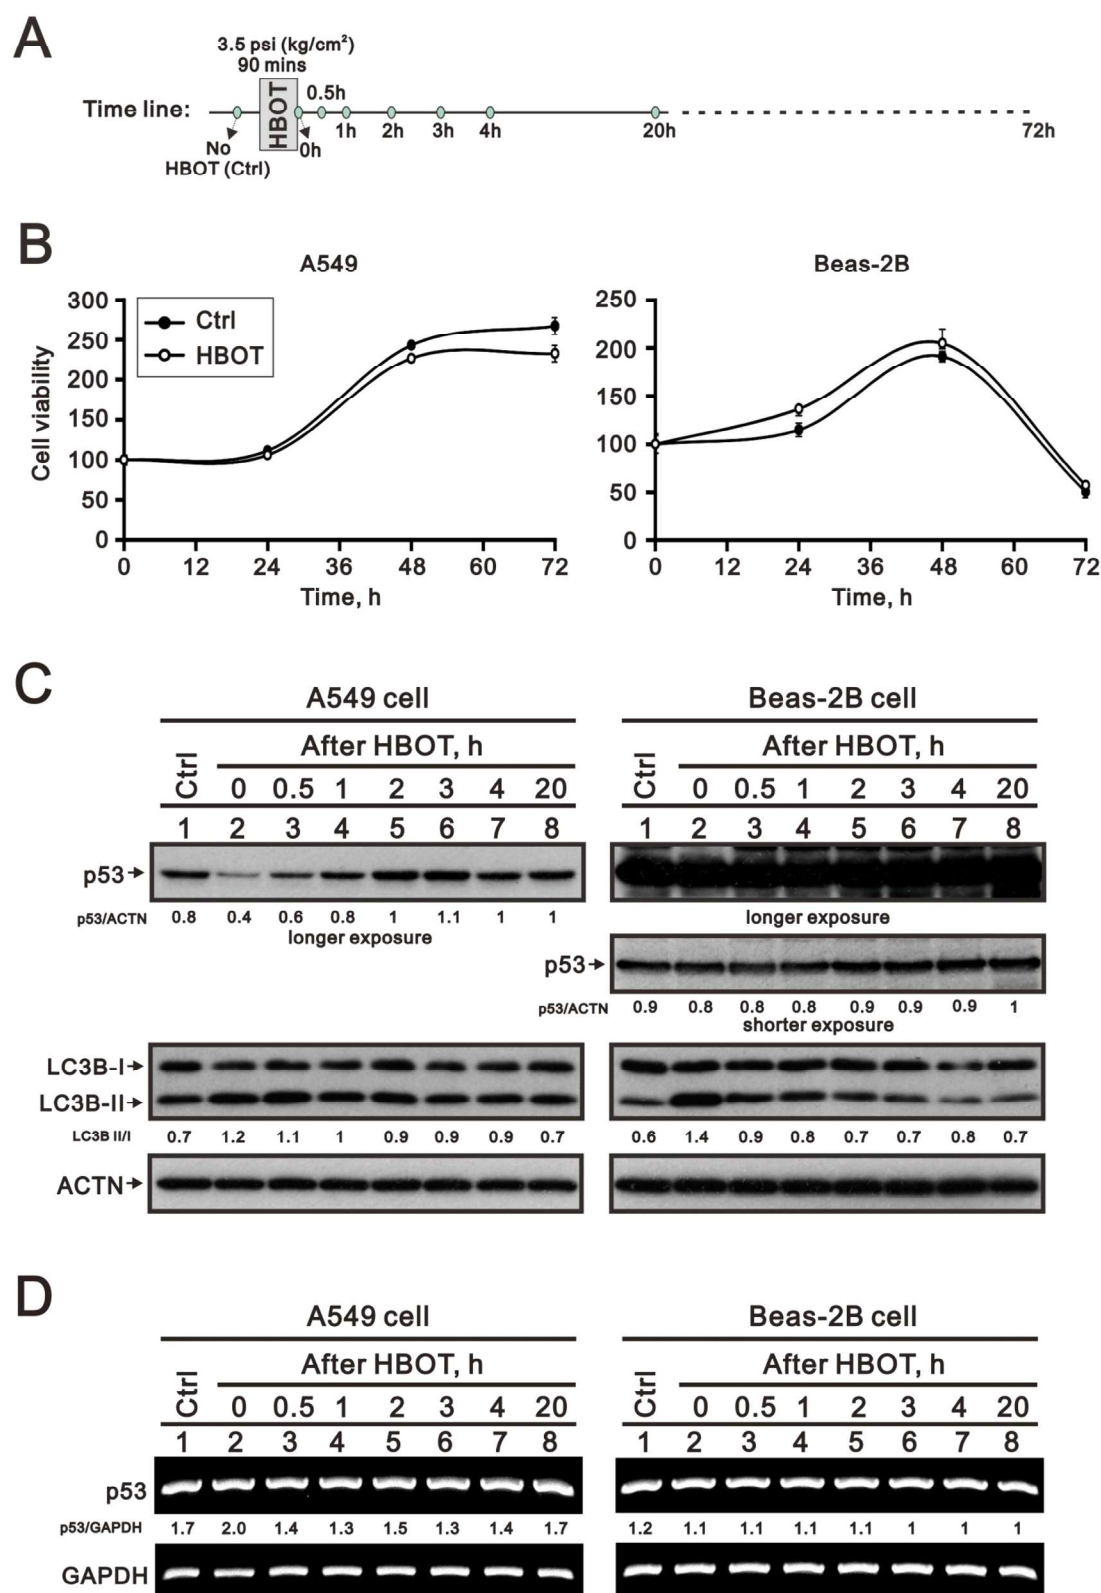 A
3.5 psi (kg/cm²)
90 mins
Time line:
HBOT
0.5h
0h
1h
2h
3h
4h
20h
72h
No
HBOT (Ctrl)
B
A549
Cell viability
300
250
200
150
100
50
0
Ctrl
HBOT
0 12 24 36 48 60 72
Time, h
Beas-2B
250
200
150
100
50
0
0 12 24 36 48 60 72
Time, h
C
A549 cell
Ctrl
After HBOT, h
0 0.5 1 2 3 4 20
1 2 3 4 5 6 7 8
p53
p53/ACTN 0.8 0.4 0.6 0.8 1 1.1 1 1
longer exposure
Beas-2B cell
Ctrl
After HBOT, h
0 0.5 1 2 3 4 20
1 2 3 4 5 6 7 8
longer exposure
p53
p53/ACTN 0.9 0.8 0.8 0.8 0.9 0.9 0.9 1
shorter exposure
LC3B-I
LC3B-II
LC3B II/I 0.7 1.2 1.1 1 0.9 0.9 0.9 0.7
0.6 1.4 0.9 0.8 0.7 0.7 0.8 0.7
ACTN
D
A549 cell
Ctrl
After HBOT, h
0 0.5 1 2 3 4 20
1 2 3 4 5 6 7 8
p53
p53/GAPDH 1.7 2.0 1.4 1.3 1.5 1.3 1.4 1.7
GAPDH
Beas-2B cell
Ctrl
After HBOT, h
0 0.5 1 2 3 4 20
1 2 3 4 5 6 7 8
1.2 1.1 1.1 1.1 1.1 1 1 1